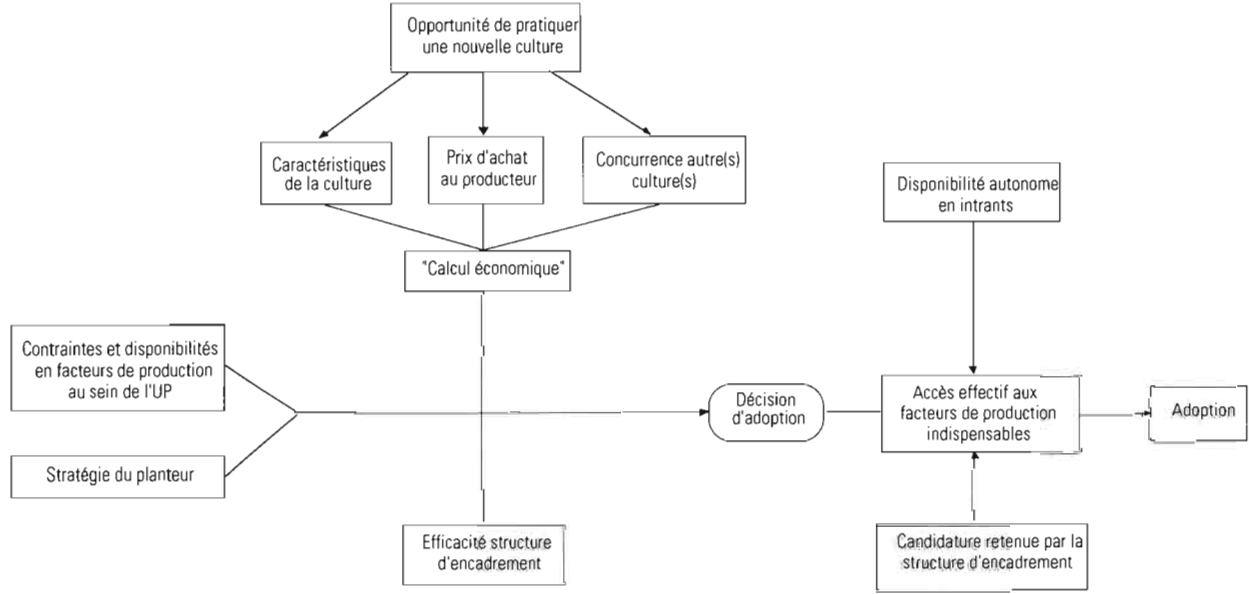 Opportunité de pratiquer
une nouvelle culture
Caractéristiques
de la culture
Prix d'achat
au producteur
Concurrence autre(s)
culture(s)
Disponibilité autonome
en intrants
"Calcul économique"
Contraintes et disponibilités
en facteurs de production
au sein de l'UP
Décision
d'adoption
Accès effectif aux
facteurs de production
indispensables
Adoption
Stratégie du planteur
Efficacité structure
d'encadrement
Candidature retenue par la
structure d'encadrement